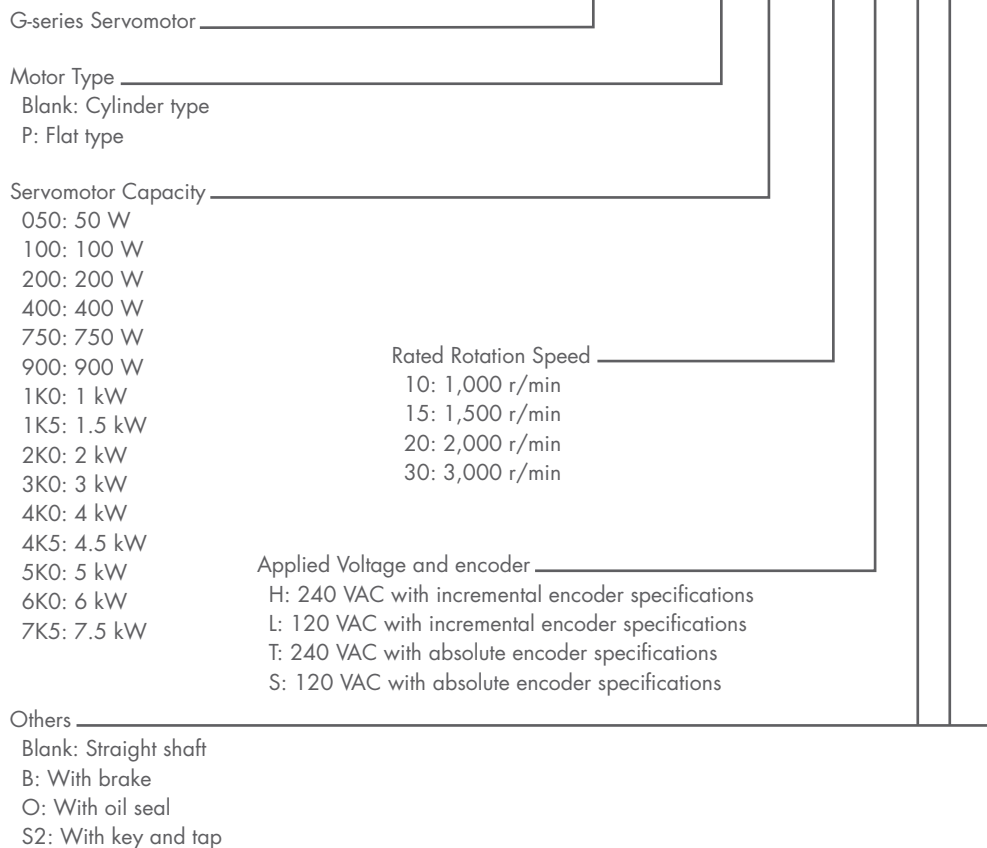 G-series Servomotor
Motor Type
Blank: Cylinder type
P: Flat type
Servomotor Capacity
050: 50 W
100: 100 W
200: 200 W
400: 400 W
750: 750 W
900: 900 W
1K0: 1 kW
1K5: 1.5 kW
2K0: 2 kW
3K0: 3 kW
4K0: 4 kW
4K5: 4.5 kW
5K0: 5 kW
6K0: 6 kW
7K5: 7.5 kW
Rated Rotation Speed
10: 1,000 r/min
15: 1,500 r/min
20: 2,000 r/min
30: 3,000 r/min
Applied Voltage and encoder
H: 240 VAC with incremental encoder specifications
L: 120 VAC with incremental encoder specifications
T: 240 VAC with absolute encoder specifications
S: 120 VAC with absolute encoder specifications
Others
Blank: Straight shaft
B: With brake
O: With oil seal
S2: With key and tap